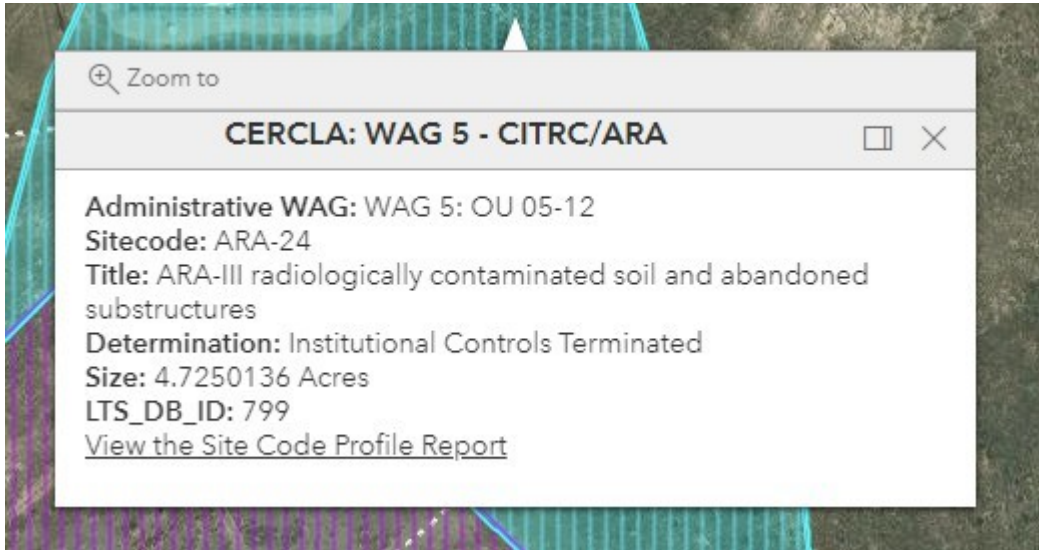 Zoom to
CERCLA: WAG 5 - CITRC/ARA
Administrative WAG: WAG 5: OU 05-12
Sitecode: ARA-24
Title: ARA-III radiologically contaminated soil and abandoned
substructures
Determination: Institutional Controls Terminated
Size: 4.7250136 Acres
LTS_DB_ID: 799
View the Site Code Profile Report